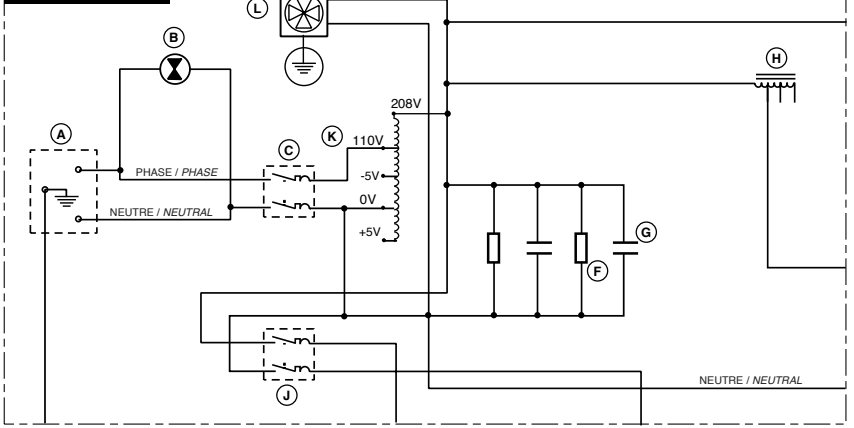 L
B
H
208V
A
K
110V
C
PHASE / PHASE
-5V
0V
NEUTRE / NEUTRAL
+5V
G
F
NEUTRE / NEUTRAL
J